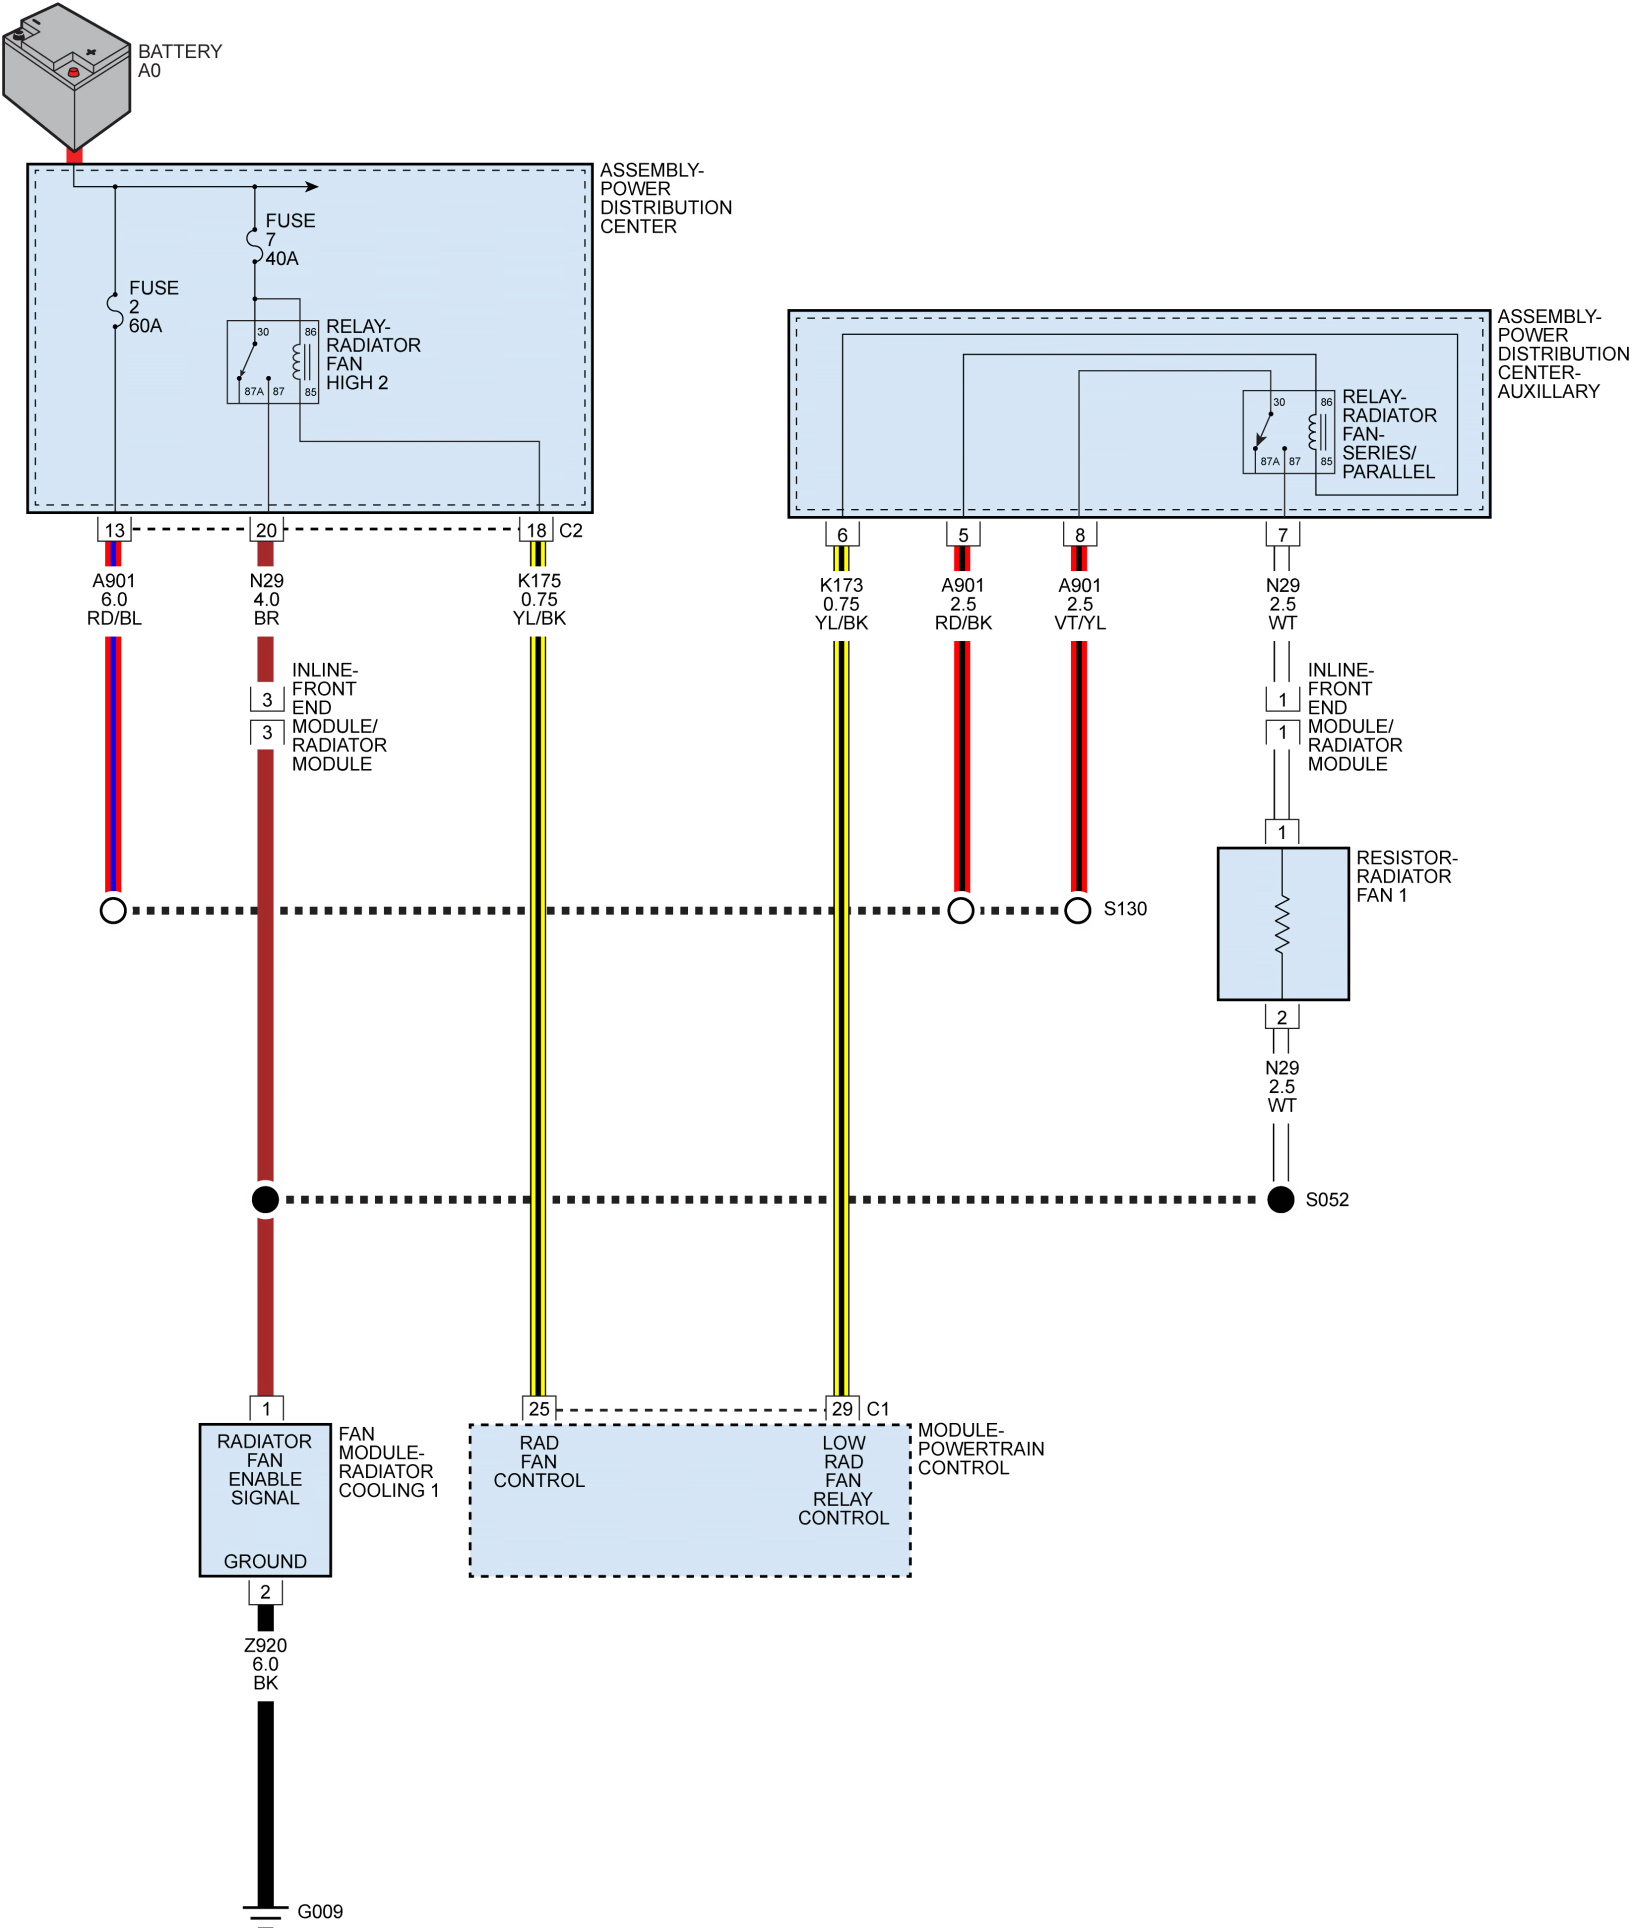 BATTERY
A0
ASSEMBLY-
POWER
DISTRIBUTION
CENTER
FUSE
7
40A
FUSE
2
60A
30
86
87A
87
85
RELAY-
RADIATOR
FAN
HIGH 2
ASSEMBLY-
POWER
DISTRIBUTION
CENTER-
AUXILLARY
30
86
87A
87
85
RELAY-
RADIATOR
FAN-
SERIES/
PARALLEL
13
20
18
C2
6
5
8
7
A901
6.0
RD/BL
N29
4.0
BR
K175
0.75
YL/BK
K173
0.75
YL/BK
A901
2.5
RD/BK
A901
2.5
VT/YL
N29
2.5
WT
3
3
INLINE-
FRONT
END
MODULE/
RADIATOR
MODULE
1
1
INLINE-
FRONT
END
MODULE/
RADIATOR
MODULE
1
RESISTOR-
RADIATOR
FAN 1
S130
2
N29
2.5
WT
S052
1
RADIATOR
FAN
ENABLE
SIGNAL
GROUND
FAN
MODULE-
RADIATOR
COOLING 1
25
29
C1
RAD
FAN
CONTROL
LOW
RAD
FAN
RELAY
CONTROL
MODULE-
POWERTRAIN
CONTROL
2
Z920
6.0
BK
G009